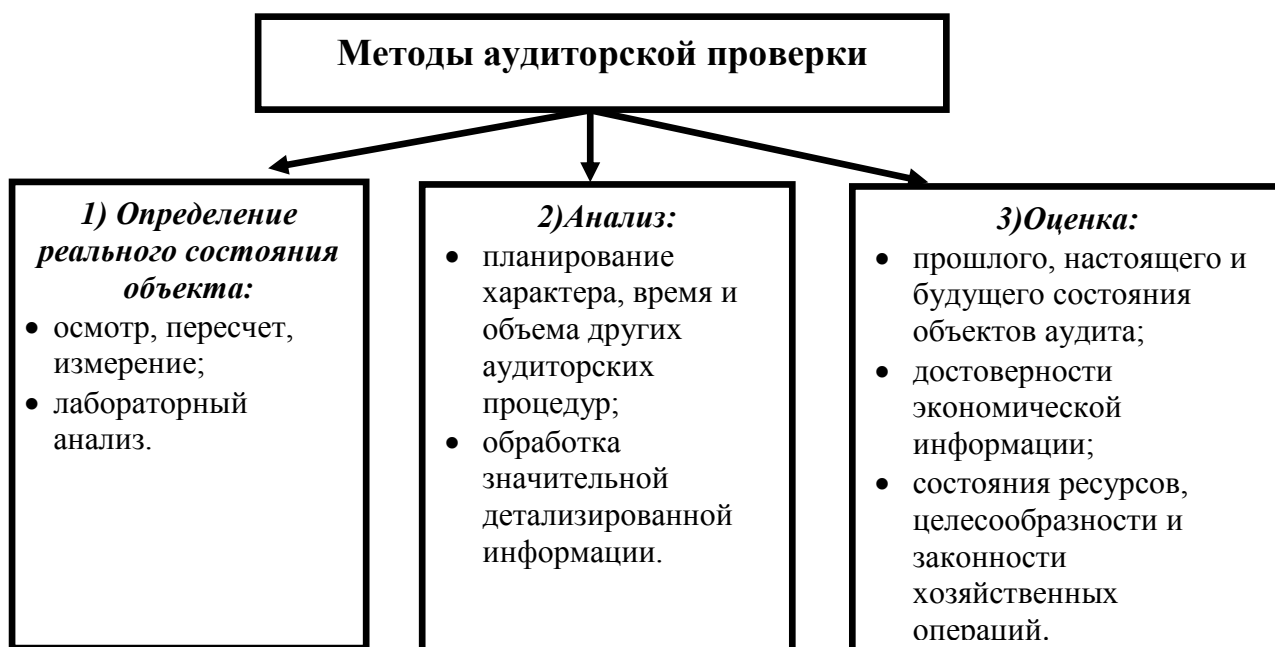 Методы аудиторской проверки
1) Определение
реального состояния
объекта:
• осмотр, пересчет,
измерение;
• лабораторный
анализ.
2)Анализ:
• планирование
характера, время и
объема других
аудиторских
процедур;
• обработка
значительной
детализированной
информации.
3)Оценка:
• прошлого, настоящего и
будущего состояния
объектов аудита;
• достоверности
экономической
информации;
• состояния ресурсов,
целесообразности и
законности
хозяйственных
операций.